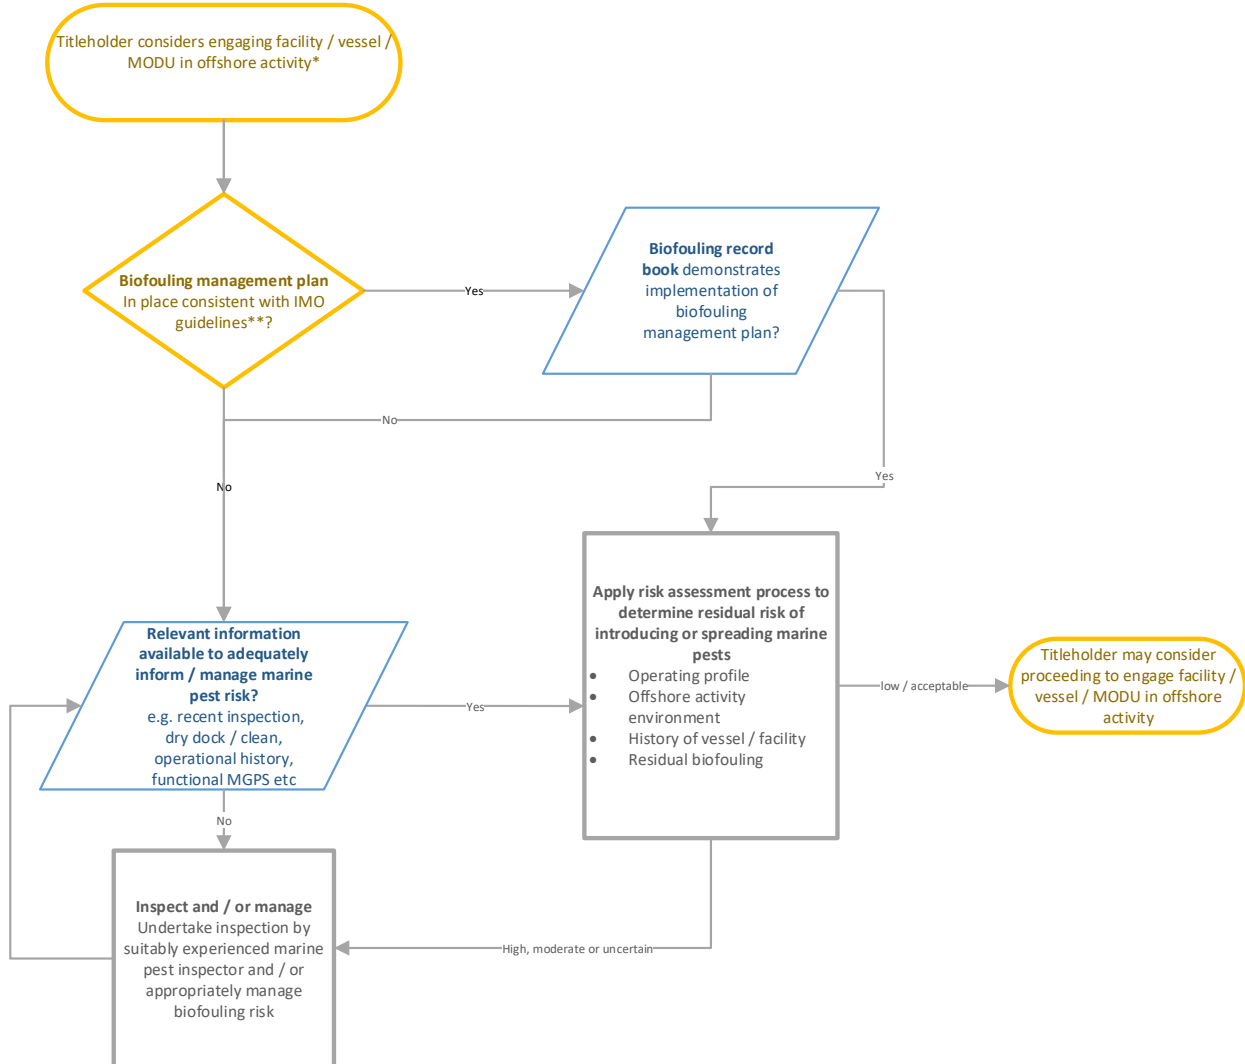 Titleholder considers engaging facility / vessel /
MODU in offshore activity*
Biofouling management plan
In place consistent with IMO
guidelines**?
Yes
Biofouling record
book demonstrates
implementation of
biofouling
management plan?
No
No
Yes
Relevant information
available to adequately
inform / manage marine
pest risk?
e.g. recent inspection,
dry dock / clean,
operational history,
functional MGPS etc
Yes
Apply risk assessment process to
determine residual risk of
introducing or spreading marine
pests
• Operating profile
• Offshore activity
environment
• History of vessel / facility
• Residual biofouling
low / acceptable
Titleholder may consider
proceeding to engage facility /
vessel / MODU in offshore
activity
No
Inspect and / or manage
Undertake inspection by
suitably experienced marine
pest inspector and / or
appropriately manage
biofouling risk
High, moderate or uncertain